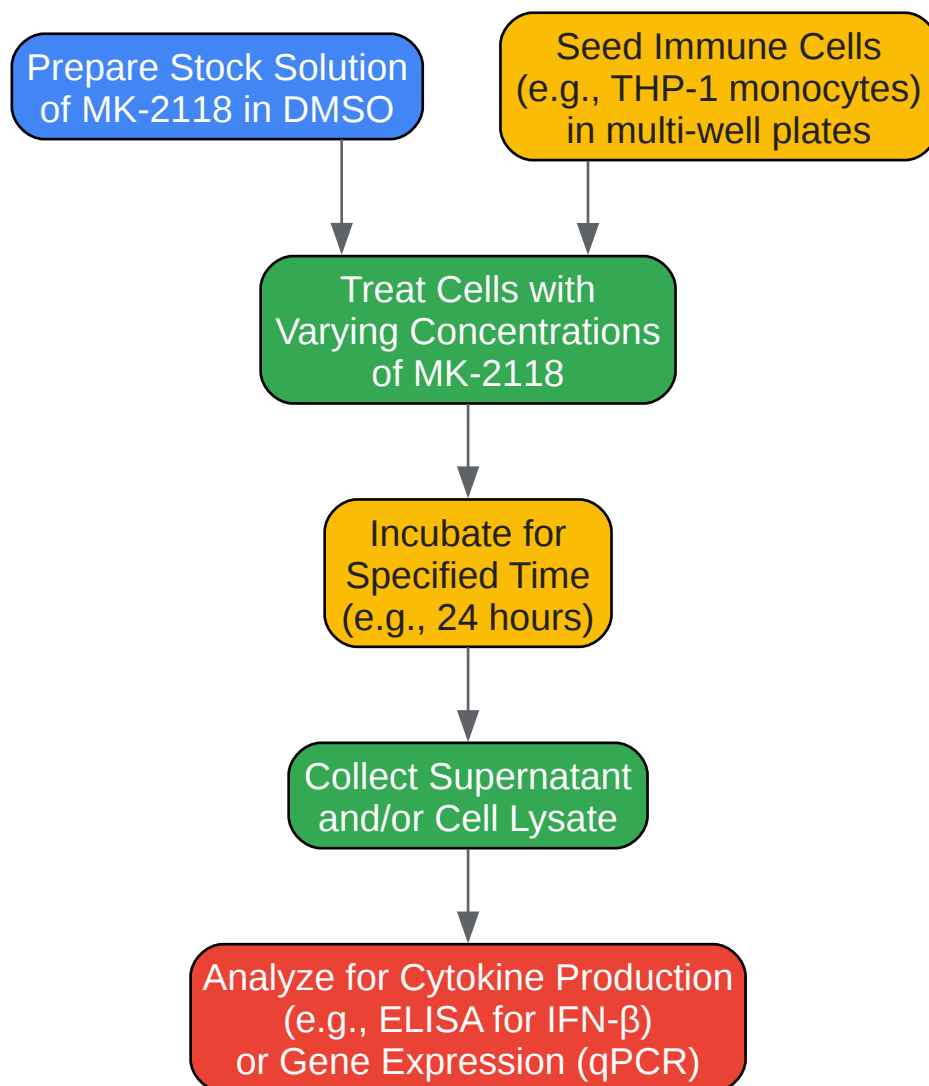 Prepare Stock Solution
of MK-2118 in DMSO
Seed Immune Cells
(e.g., THP-1 monocytes)
in multi-well plates
Treat Cells with
Varying Concentrations
of MK-2118
Incubate for
Specified Time
(e.g., 24 hours)
Collect Supernatant
and/or Cell Lysate
Analyze for Cytokine Production
(e.g., ELISA for IFN-β)
or Gene Expression (qPCR)